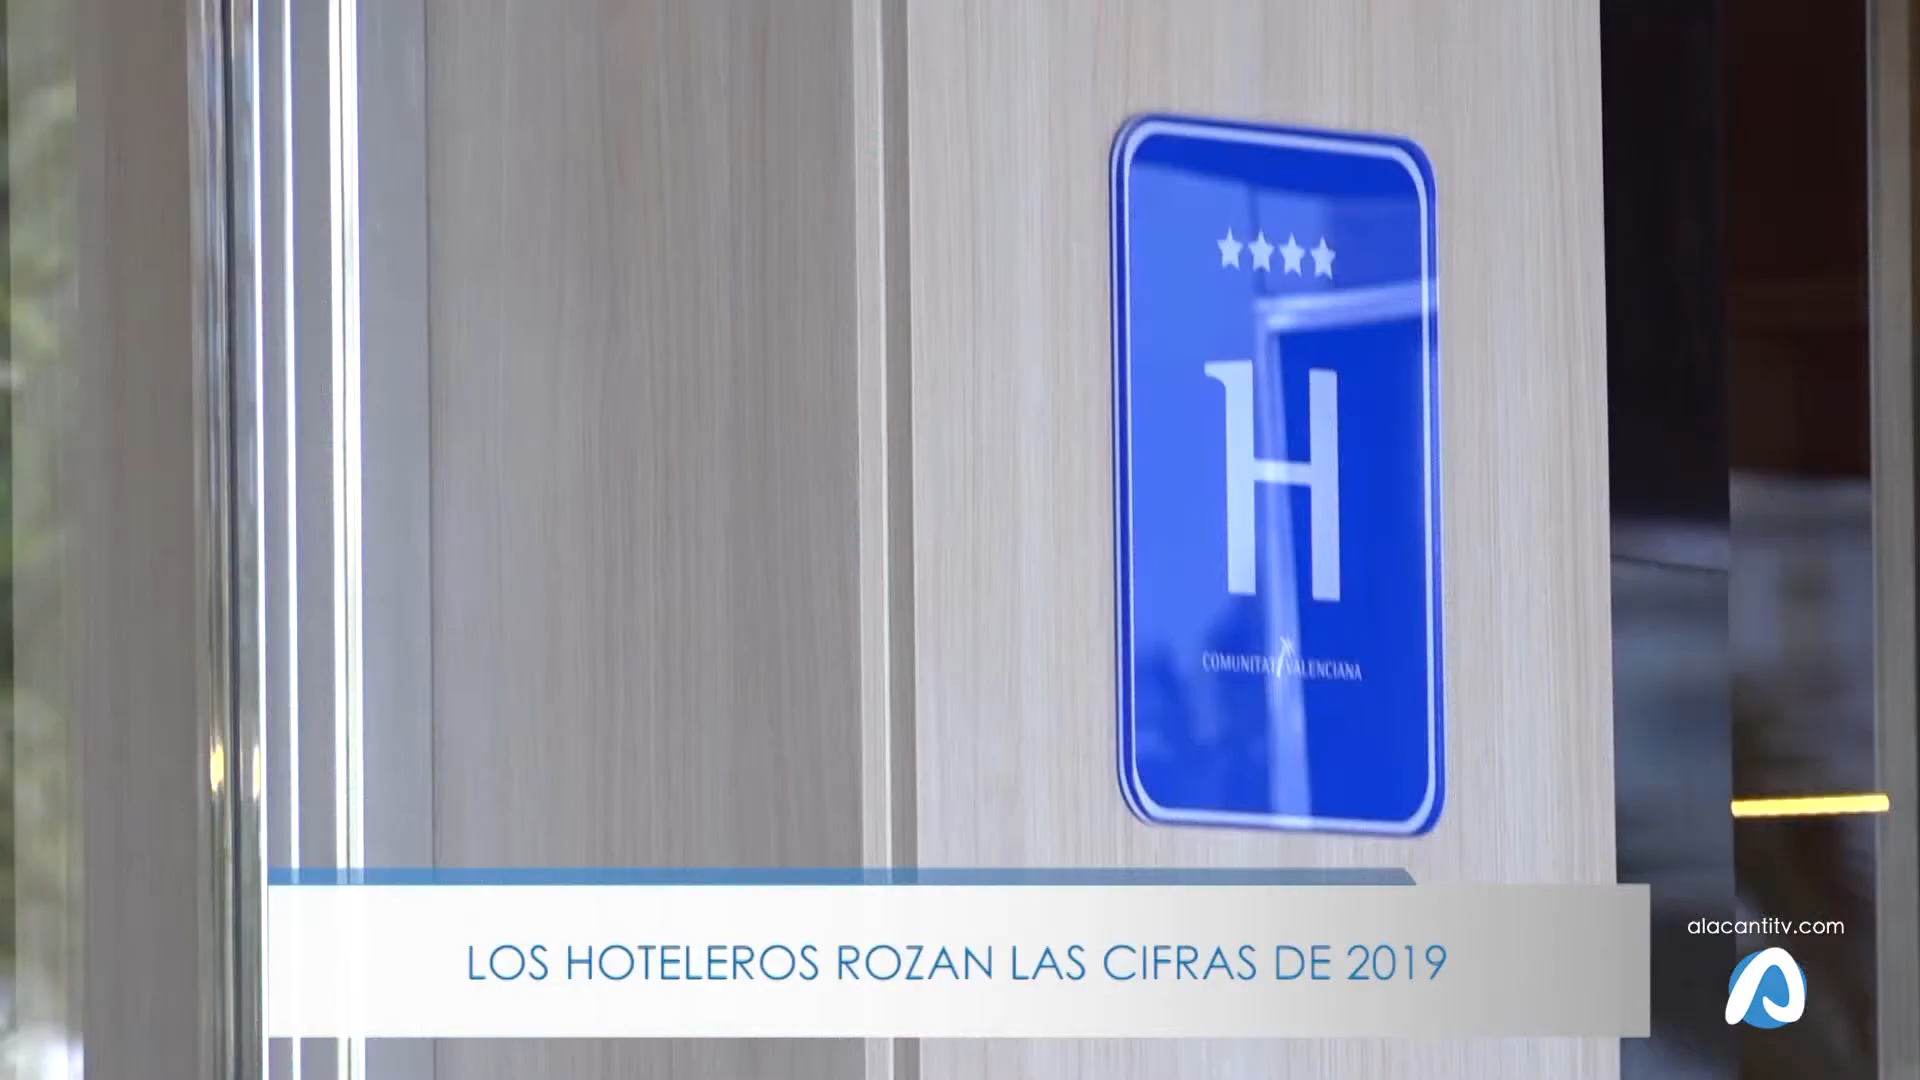 ★★★★
H
COMUNITAT VALENCIANA
LOS HOTELEROS ROZAN LAS CIFRAS DE 2019
alacantitv.com